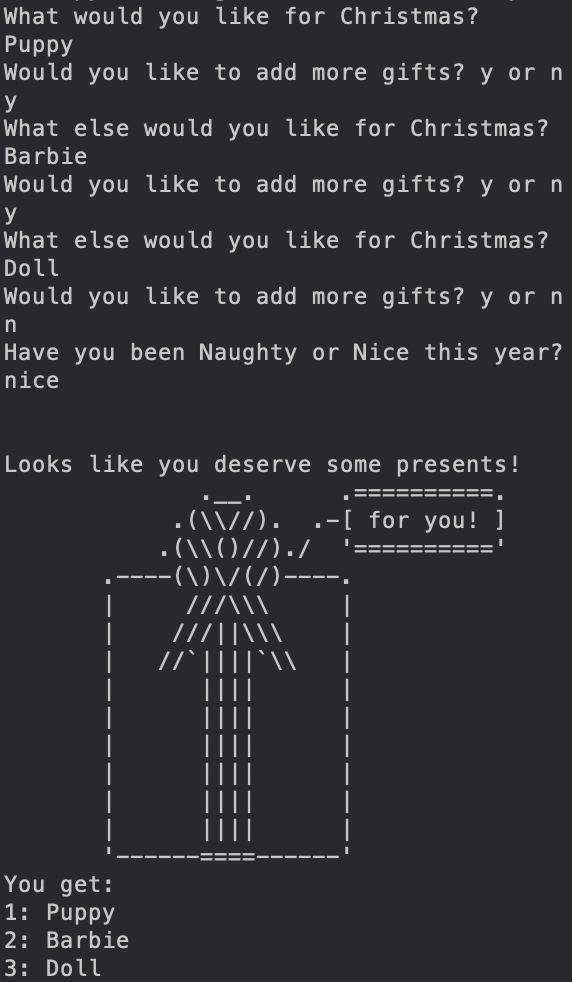 What would you like for Christmas?
Puppy
Would you like to add more gifts? y or n
y
What else would you like for Christmas?
Barbie
Would you like to add more gifts? y or n
y
What else would you like for Christmas?
Doll
Would you like to add more gifts? y or n
n
Have you been Naughty or Nice this year?
nice
Looks like you deserve some presents!
for you!
You get:
1: Puppy
2: Barbie
3: Doll